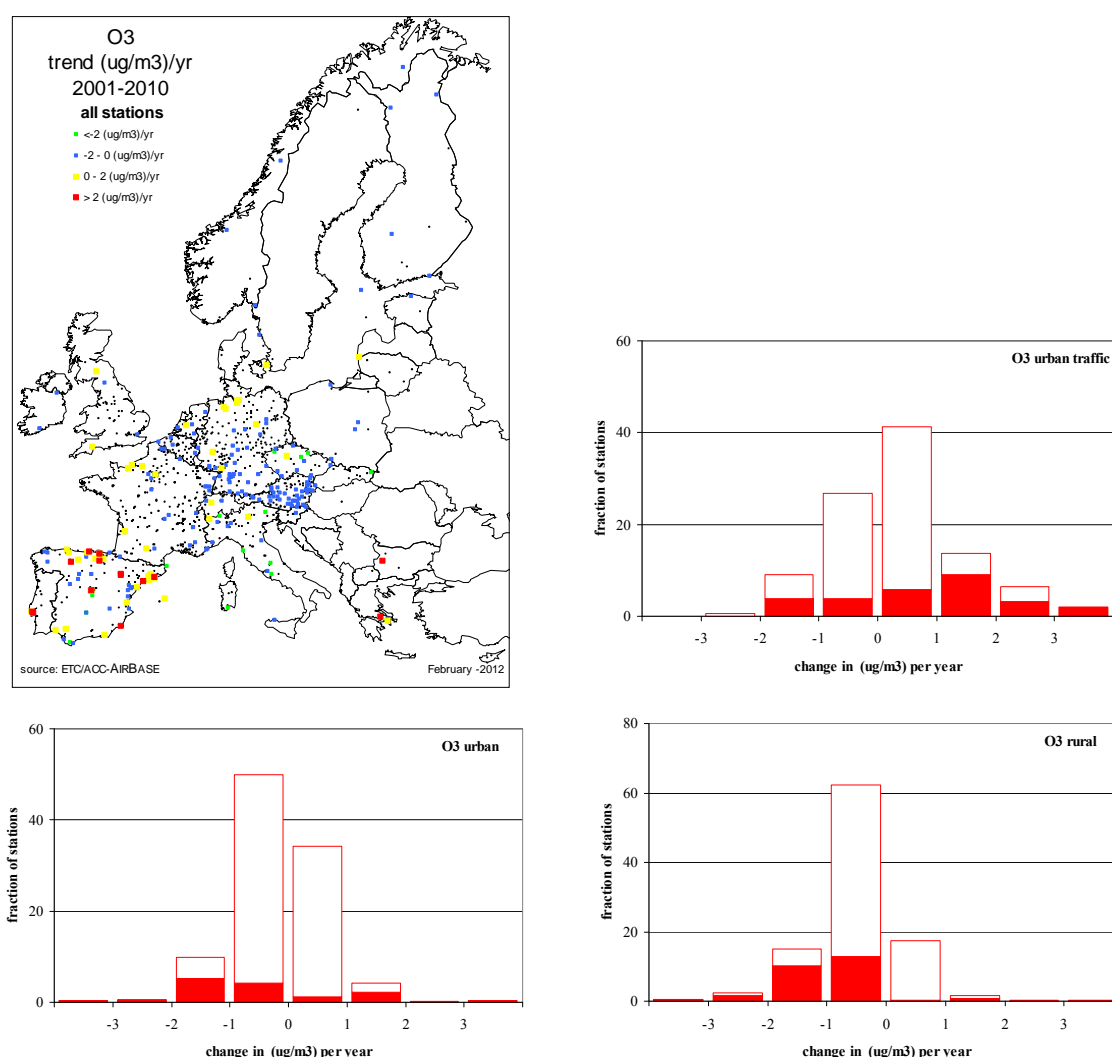 O3
trend (ug/m3)/yr
2001-2010
all stations
<-2 (ug/m3)/yr
-2 - 0 (ug/m3)/yr
0 - 2 (ug/m3)/yr
> 2 (ug/m3)/yr
source: ETC/ACC-AIRBASE
February -2012
O3 urban traffic
fraction of stations
60
40
20
0
-3 -2 -1 0 1 2 3
change in (ug/m3) per year
O3 urban
fraction of stations
60
40
20
0
-3 -2 -1 0 1 2 3
change in (ug/m3) per year
O3 rural
fraction of stations
80
60
40
20
0
-3 -2 -1 0 1 2 3
change in (ug/m3) per year